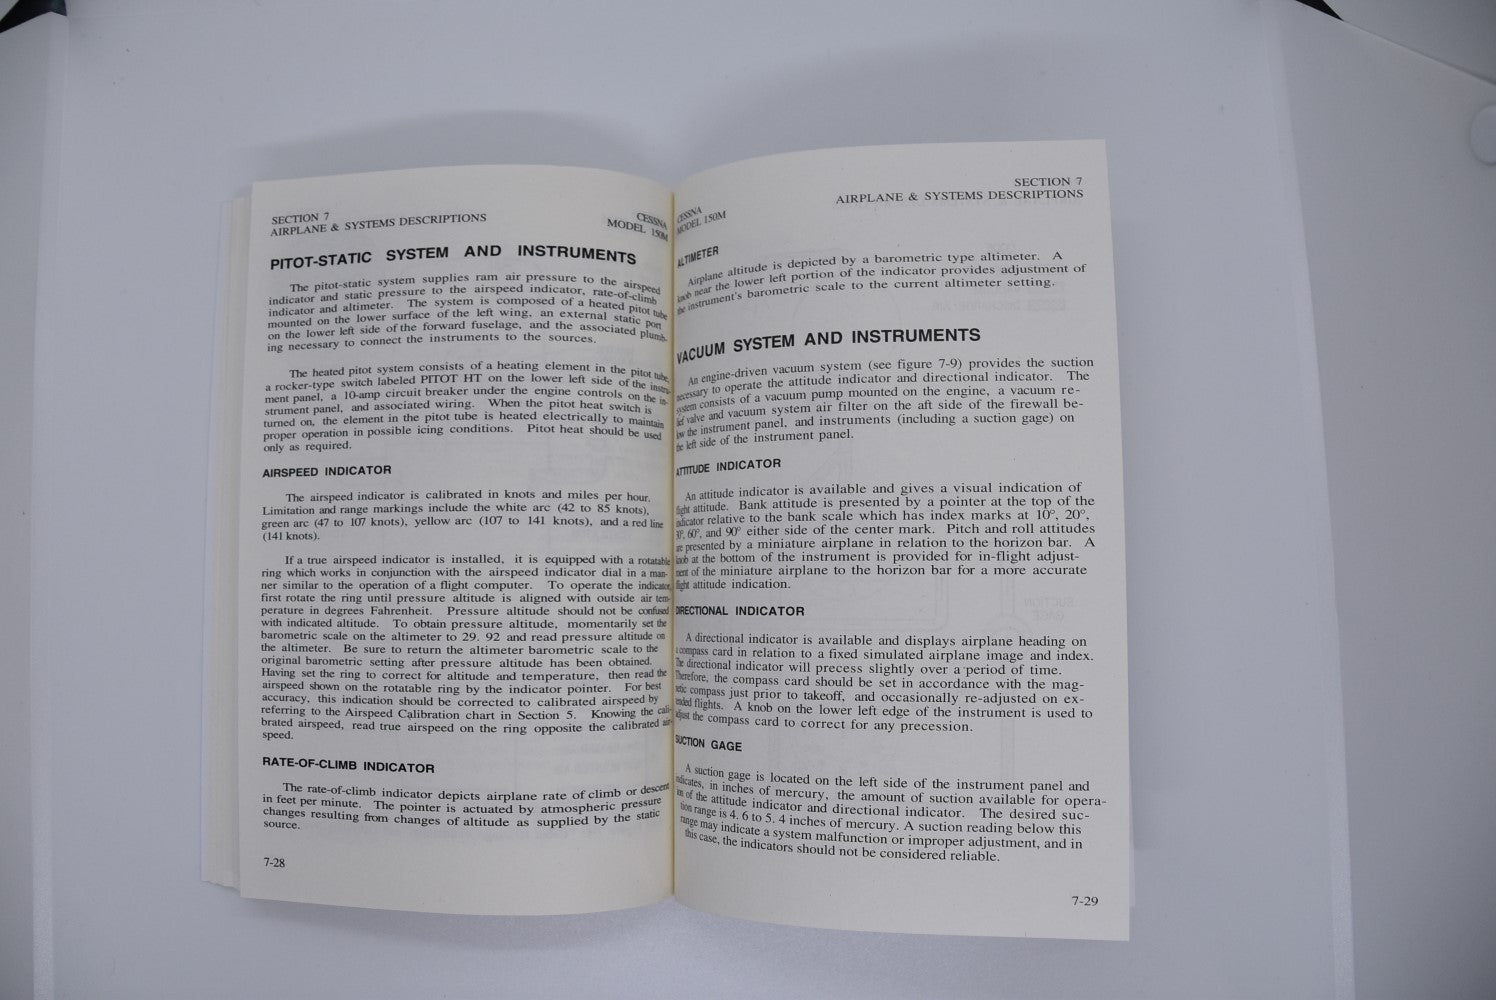 SECTION 7
AIRPLANE & SYSTEMS DESCRIPTIONS
CESSNA
MODEL 150M
PITOT-STATIC SYSTEM AND INSTRUMENTS
The pitot-static system supplies ram air pressure to the airspeed
indicator and static pressure to the airspeed indicator, rate-of-climb
indicator and altimeter. The system is composed of a heated pitot tube
mounted on the lower surface of the left wing, an external static port
on the lower left side of the forward fuselage, and the associated plumb-
ing necessary to connect the instruments to the sources.
The heated pitot system consists of a heating element in the pitot tube,
a rocker-type switch labeled PITOT HT on the lower left side of the instru-
ment panel, a 10-amp circuit breaker under the engine controls on the in-
strument panel, and associated wiring. When the pitot heat switch is
turned on, the element in the pitot tube is heated electrically to maintain
proper operation in possible icing conditions. Pitot heat should be used
only as required.
AIRSPEED INDICATOR
The airspeed indicator is calibrated in knots and miles per hour.
Limitation and range markings include the white arc (42 to 85 knots),
green arc (47 to 107 knots), yellow arc (107 to 141 knots), and a red line
(141 knots).
If a true airspeed indicator is installed, it is equipped with a rotatable
ring which works in conjunction with the airspeed indicator dial in a man-
ner similar to the operation of a flight computer. To operate the indicator,
first rotate the ring until pressure altitude is aligned with outside air tem-
perature in degrees Fahrenheit. Pressure altitude should not be confused
with indicated altitude. To obtain pressure altitude, momentarily set the
barometric scale on the altimeter to 29. 92 and read pressure altitude on
the altimeter. Be sure to return the altimeter barometric scale to the
original barometric setting after pressure altitude has been obtained.
Having set the ring to correct for altitude and temperature, then read the
airspeed shown on the rotatable ring by the indicator pointer. For best
accuracy, this indication should be corrected to calibrated airspeed by
referring to the Airspeed Calibration chart in Section 5. Knowing the cali-
brated airspeed, read true airspeed on the ring opposite the calibrated air-
speed.
RATE-OF-CLIMB INDICATOR
The rate-of-climb indicator depicts airplane rate of climb or descent
in feet per minute. The pointer is actuated by atmospheric pressure
changes resulting from changes of altitude as supplied by the static
source.
7-28
CESSNA
MODEL 150M
SECTION 7
AIRPLANE & SYSTEMS DESCRIPTIONS
ALTIMETER
Airplane altitude is depicted by a barometric type altimeter. A
knob near the lower left portion of the indicator provides adjustment of
the instrument's barometric scale to the current altimeter setting.
VACUUM SYSTEM AND INSTRUMENTS
An engine-driven vacuum system (see figure 7-9) provides the suction
necessary to operate the attitude indicator and directional indicator. The
system consists of a vacuum pump mounted on the engine, a vacuum re-
lief valve and vacuum system air filter on the aft side of the firewall be-
low the instrument panel, and instruments (including a suction gage) on
the left side of the instrument panel.
ATTITUDE INDICATOR
An attitude indicator is available and gives a visual indication of
flight attitude. Bank attitude is presented by a pointer at the top of the
indicator relative to the bank scale which has index marks at 10°, 20°,
30°, 60°, and 90° either side of the center mark. Pitch and roll attitudes
are presented by a miniature airplane in relation to the horizon bar. A
knob at the bottom of the instrument is provided for in-flight adjust-
ment of the miniature airplane to the horizon bar for a more accurate
flight attitude indication.
DIRECTIONAL INDICATOR
A directional indicator is available and displays airplane heading on
a compass card in relation to a fixed simulated airplane image and index.
The directional indicator will precess slightly over a period of time.
Therefore, the compass card should be set in accordance with the mag-
netic compass just prior to takeoff, and occasionally re-adjusted on ex-
tended flights. A knob on the lower left edge of the instrument is used to
adjust the compass card to correct for any precession.
SUCTION GAGE
A suction gage is located on the left side of the instrument panel and
indicates, in inches of mercury, the amount of suction available for opera-
tion of the attitude indicator and directional indicator. The desired suc-
tion range is 4. 6 to 5. 4 inches of mercury. A suction reading below this
range may indicate a system malfunction or improper adjustment, and in
this case, the indicators should not be considered reliable.
7-29